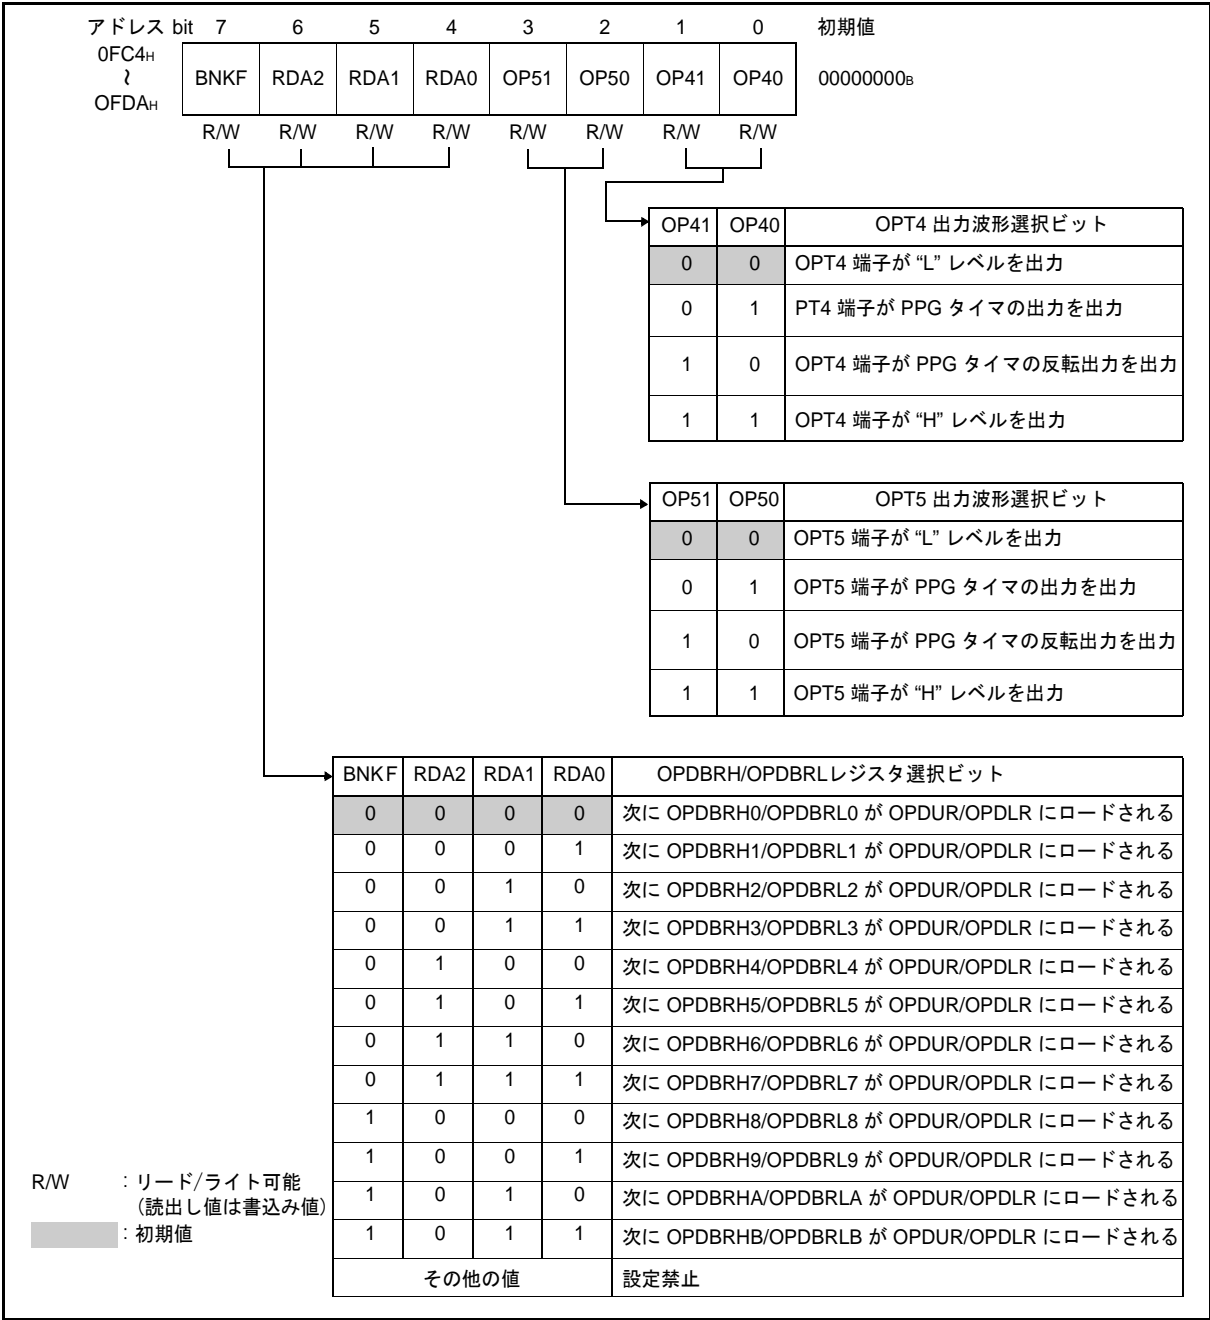 アドレス bit 7 6 5 4 3 2 1 0 初期値
0FC4H
〜
OFDAH
BNKF RDA2 RDA1 RDA0 OP51 OP50 OP41 OP40 00000000B
R/W R/W R/W R/W R/W R/W R/W R/W
OP41 OP40 OPT4 出力波形選択ビット
0 0 OPT4 端子が “L” レベルを出力
0 1 PT4 端子が PPG タイマの出力を出力
1 0 OPT4 端子が PPG タイマの反転出力を出力
1 1 OPT4 端子が “H” レベルを出力
OP51 OP50 OPT5 出力波形選択ビット
0 0 OPT5 端子が “L” レベルを出力
0 1 OPT5 端子が PPG タイマの出力を出力
1 0 OPT5 端子が PPG タイマの反転出力を出力
1 1 OPT5 端子が “H” レベルを出力
BNKF RDA2 RDA1 RDA0 OPDBRH/OPDBRLレジスタ選択ビット
0 0 0 0 次に OPDBRH0/OPDBRL0 が OPDUR/OPDLR にロードされる
0 0 0 1 次に OPDBRH1/OPDBRL1 が OPDUR/OPDLR にロードされる
0 0 1 0 次に OPDBRH2/OPDBRL2 が OPDUR/OPDLR にロードされる
0 0 1 1 次に OPDBRH3/OPDBRL3 が OPDUR/OPDLR にロードされる
0 1 0 0 次に OPDBRH4/OPDBRL4 が OPDUR/OPDLR にロードされる
0 1 0 1 次に OPDBRH5/OPDBRL5 が OPDUR/OPDLR にロードされる
0 1 1 0 次に OPDBRH6/OPDBRL6 が OPDUR/OPDLR にロードされる
0 1 1 1 次に OPDBRH7/OPDBRL7 が OPDUR/OPDLR にロードされる
1 0 0 0 次に OPDBRH8/OPDBRL8 が OPDUR/OPDLR にロードされる
1 0 0 1 次に OPDBRH9/OPDBRL9 が OPDUR/OPDLR にロードされる
1 0 1 0 次に OPDBRHA/OPDBRLA が OPDUR/OPDLR にロードされる
1 0 1 1 次に OPDBRHB/OPDBRLB が OPDUR/OPDLR にロードされる
その他の値 設定禁止
R/W : リード/ライト可能
(読出し値は書込み値)
: 初期値